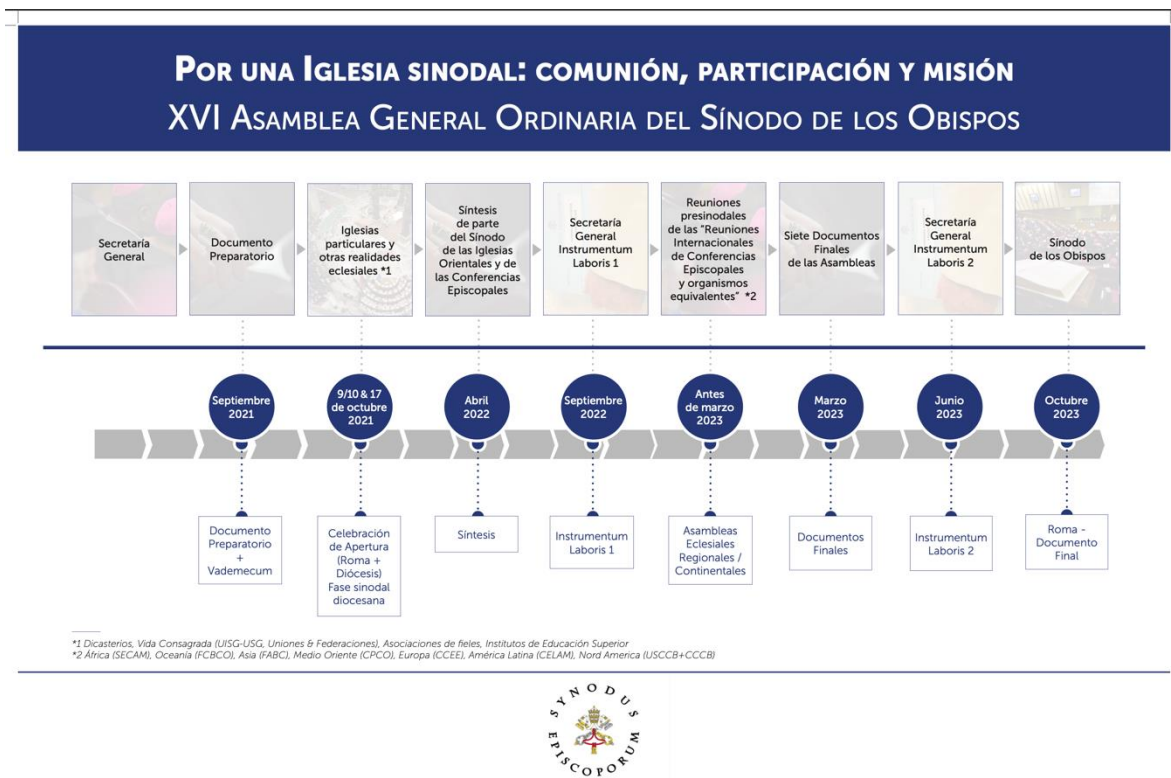 POR UNA IGLESIA SINODAL: COMUNIÓN, PARTICIPACIÓN Y MISIÓN
XVI ASAMBLEA GENERAL ORDINARIA DEL SÍNODO DE LOS OBISPOS
Secretaría
General
Documento
Preparatorio
Iglesias
particulares y
otras realidades
eclesiales *1
Síntesis
de parte
del Sínodo
de las Iglesias
Orientales y de
las Conferencias
Episcopales
Secretaría
General
Instrumentum
Laboris 1
Reuniones
presinodales
de las "Reuniones
Internacionales
de Conferencias
Episcopales
y organismos
equivalentes" *2
Siete Documentos
Finales
de las Asambleas
Secretaría
General
Instrumentum
Laboris 2
Sínodo
de los Obispos
Septiembre
2021
9/10 & 17
de octubre
2021
Abril
2022
Septiembre
2022
Antes
de marzo
2023
Marzo
2023
Junio
2023
Octubre
2023
Documento
Preparatorio
+
Vademecum
Celebración
de Apertura
(Roma +
Diócesis)
Fase sinodal
diocesana
Síntesis
Instrumentum
Laboris 1
Asambleas
Eclesiales
Regionales /
Continentales
Documentos
Finales
Instrumentum
Laboris 2
Roma -
Documento
Final
*1 Dicasterios, Vida Consagrada (UISG-USG, Uniones & Federaciones), Asociaciones de fieles, Institutos de Educación Superior
*2 África (SECAM), Oceanía (FCBCO), Asia (FABC), Medio Oriente (CPCO), Europa (CCEE), América Latina (CELAM), Nord America (USCCB+CCCB)
SYNODUS
EPISCOPORUM